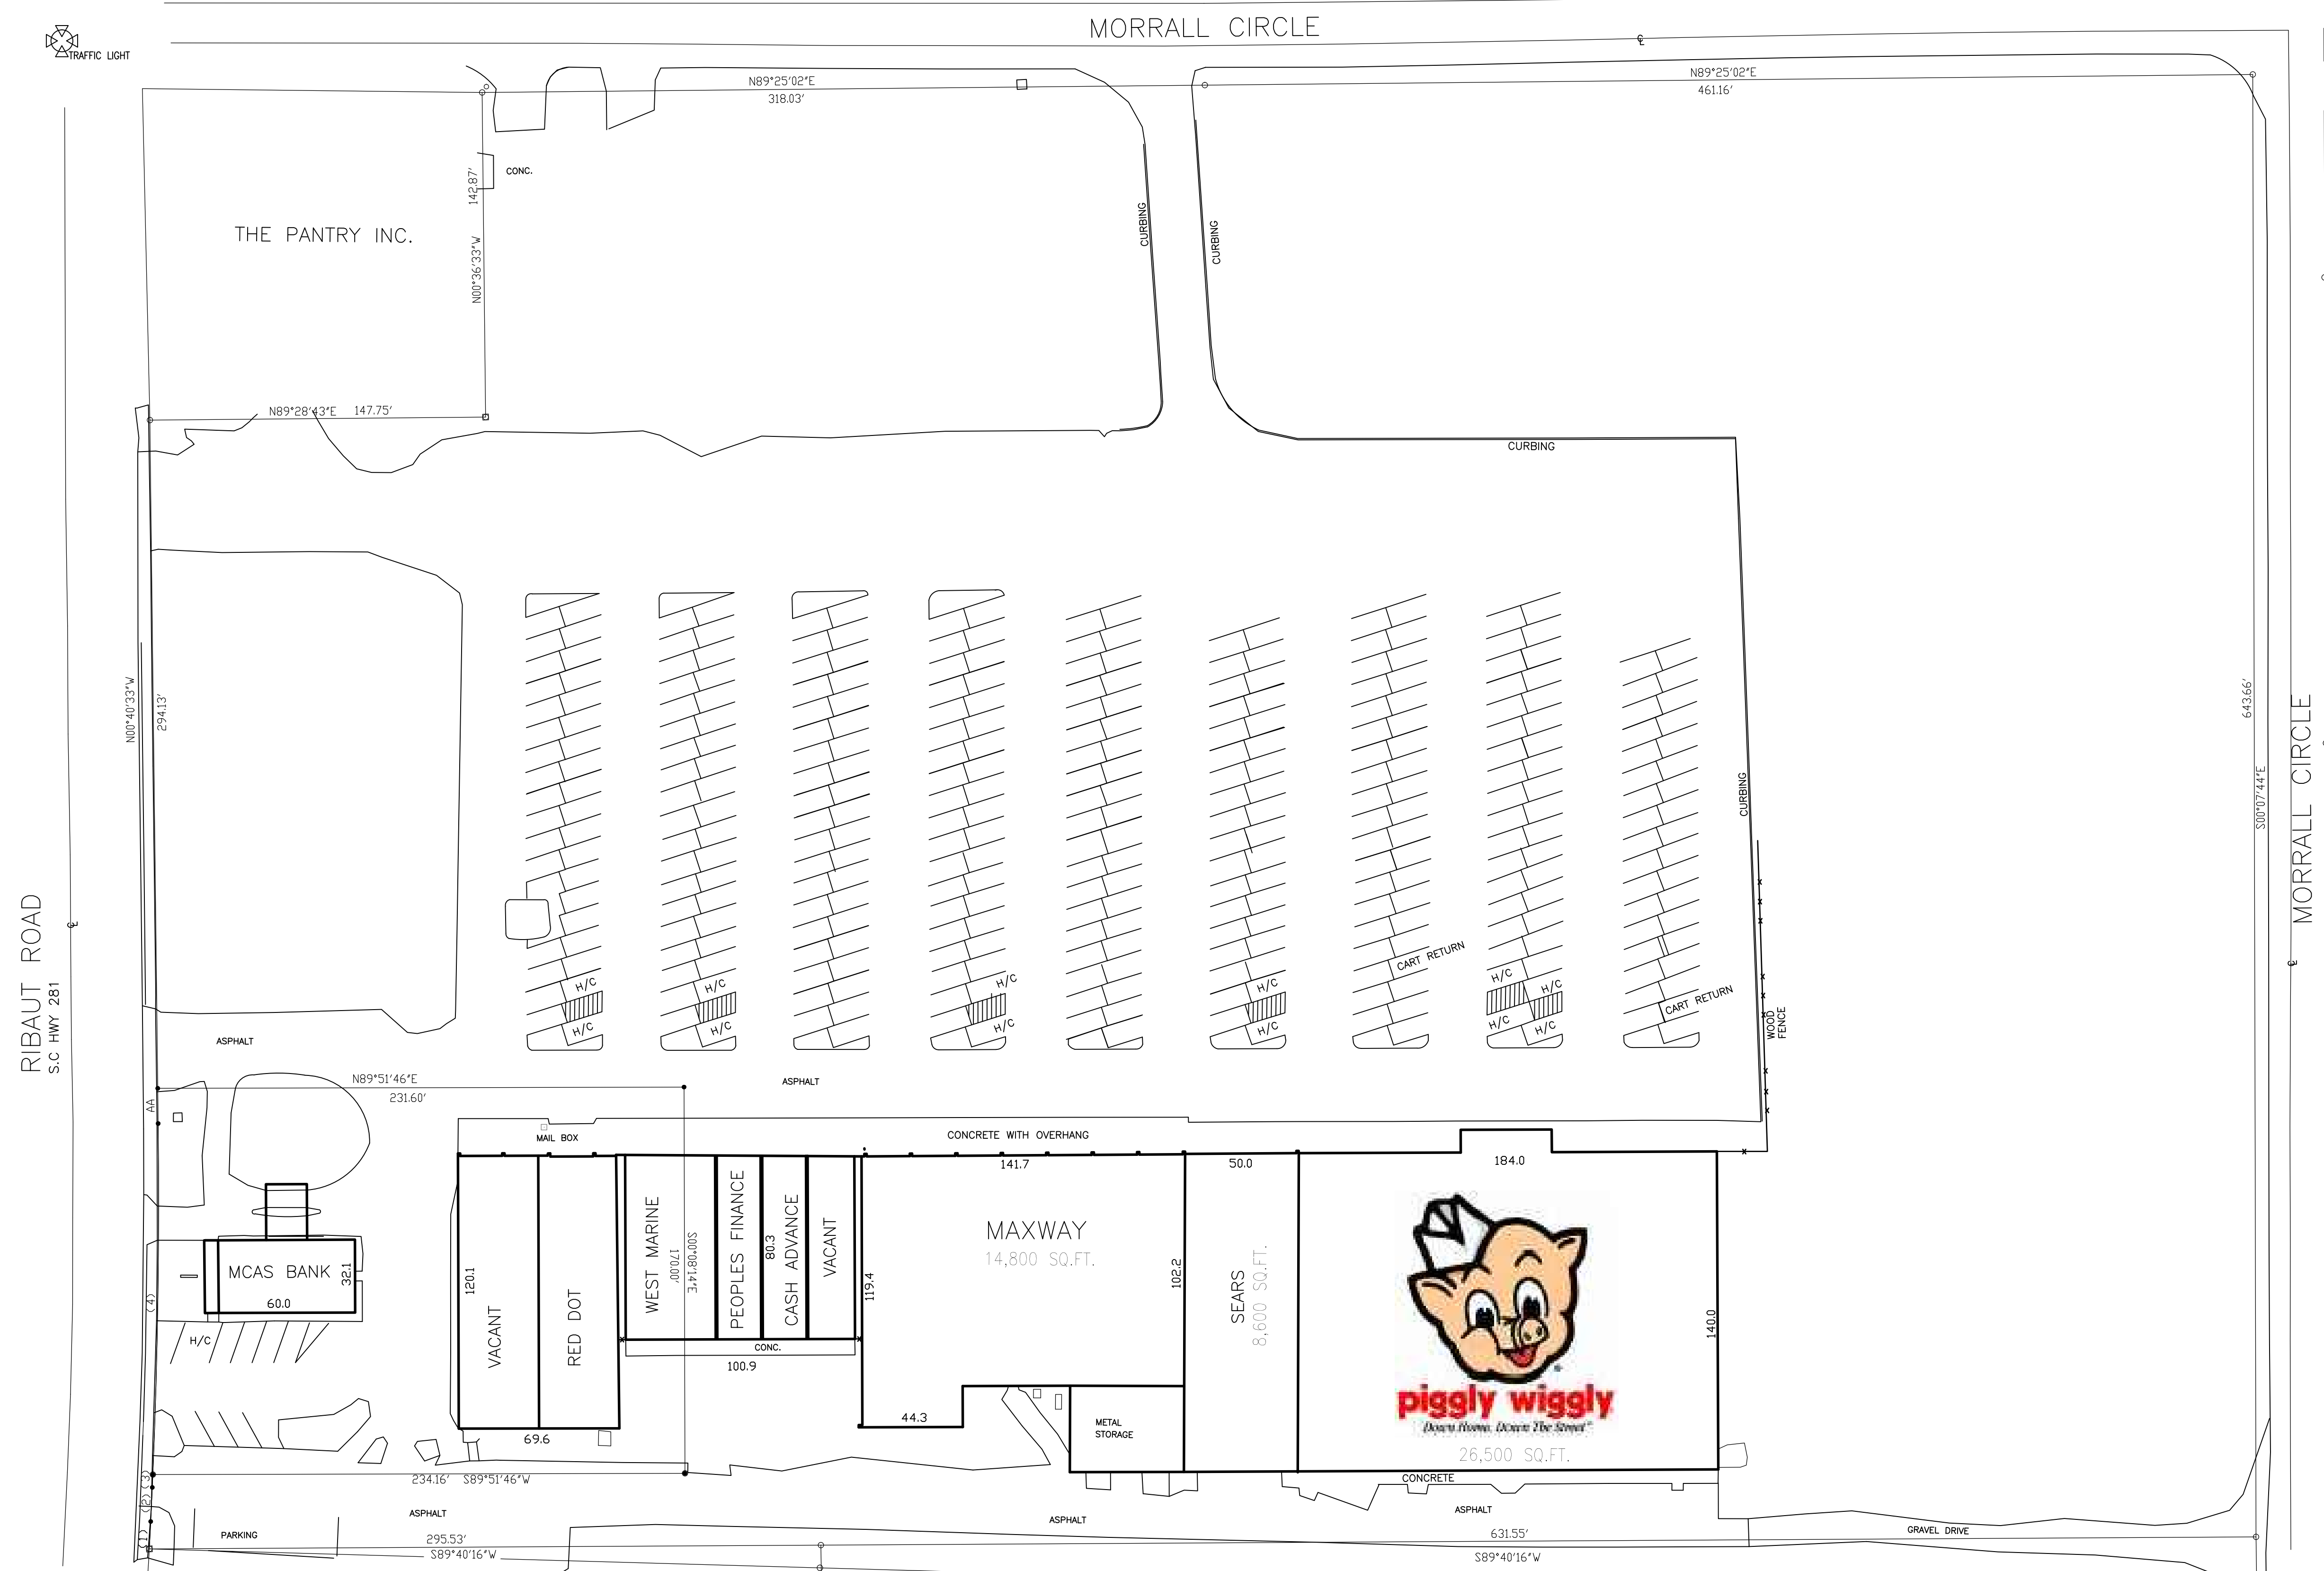 MORRALL CIRCLE
TRAFFIC LIGHT
N89°25'02"E
318.03'
N89°25'02"E
461.16'
CONC.
142.87'
N00°36'33"W
THE PANTRY INC.
CURBING
CURBING
N89°28'43"E 147.75'
CURBING
N00°40'33"W
294.13'
CURBING
643.66'
S00°07'44"E
MORRALL CIRCLE
RIBAUT ROAD
S.C HWY 281
CART RETURN
CART RETURN
H/C
H/C
H/C
H/C
H/C
H/C
H/C
H/C
H/C
H/C
H/C
H/C
WOOD
FENCE
ASPHALT
N89°51'46"E
231.60'
ASPHALT
AA
MAIL BOX
CONCRETE WITH OVERHANG
141.7
50.0
184.0
MCAS BANK
32.1
60.0
H/C
(4)
120.1
VACANT
RED DOT
WEST MARINE
S00°08'14"E
170.00'
PEOPLES FINANCE
80.3
CASH ADVANCE
VACANT
119.4
MAXWAY
14,800 SQ.FT.
102.2
SEARS
8,600 SQ.FT.
140.0
CONC.
100.9
44.3
METAL
STORAGE
piggly wiggly
Down Home, Down The Street
26,500 SQ.FT.
69.6
234.16' S89°51'46"W
CONCRETE
(3)
(2)
(1)
ASPHALT
ASPHALT
ASPHALT
PARKING
295.53'
S89°40'16"W
631.55'
S89°40'16"W
GRAVEL DRIVE